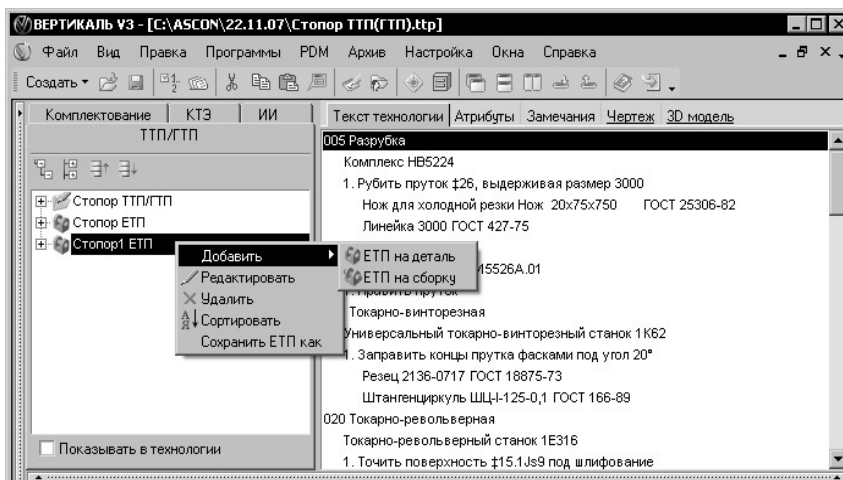 ВЕРТИКАЛЬ V3 - [C:\ASCON\22.11.07\Стопор ТТП(ГТП).ttp]
Файл Вид Правка Программы PDM Архив Настройка Окна Справка
Создать
Комплектование КТЭ ИИ
ТТП/ГТП
Стопор ТТП/ГТП
Стопор ЕТП
Стопор1 ЕТП
Добавить
Редактировать
Удалить
Сортировать
Сохранить ЕТП как
ЕТП на деталь
ЕТП на сборку
Показывать в технологии
Текст технологии Атрибуты Замечания Чертеж 3D модель
005 Разрубка
Комплекс НВ5224
1. Рубить пруток ‡26, выдерживая размер 3000
Нож для холодной резки Нож 20х75х750 ГОСТ 25306-82
Линейка 3000 ГОСТ 427-75
И5526А.01
1. Править пруток
Токарно-винторезная
Универсальный токарно-винторезный станок 1К62
1. Заправить концы прутка фасками под угол 20°
Резец 2136-0717 ГОСТ 18875-73
Штангенциркуль ШЦ-I-125-0,1 ГОСТ 166-89
020 Токарно-револьверная
Токарно-револьверный станок 1Е316
1. Точить поверхность ‡15.1Js9 под шлифование